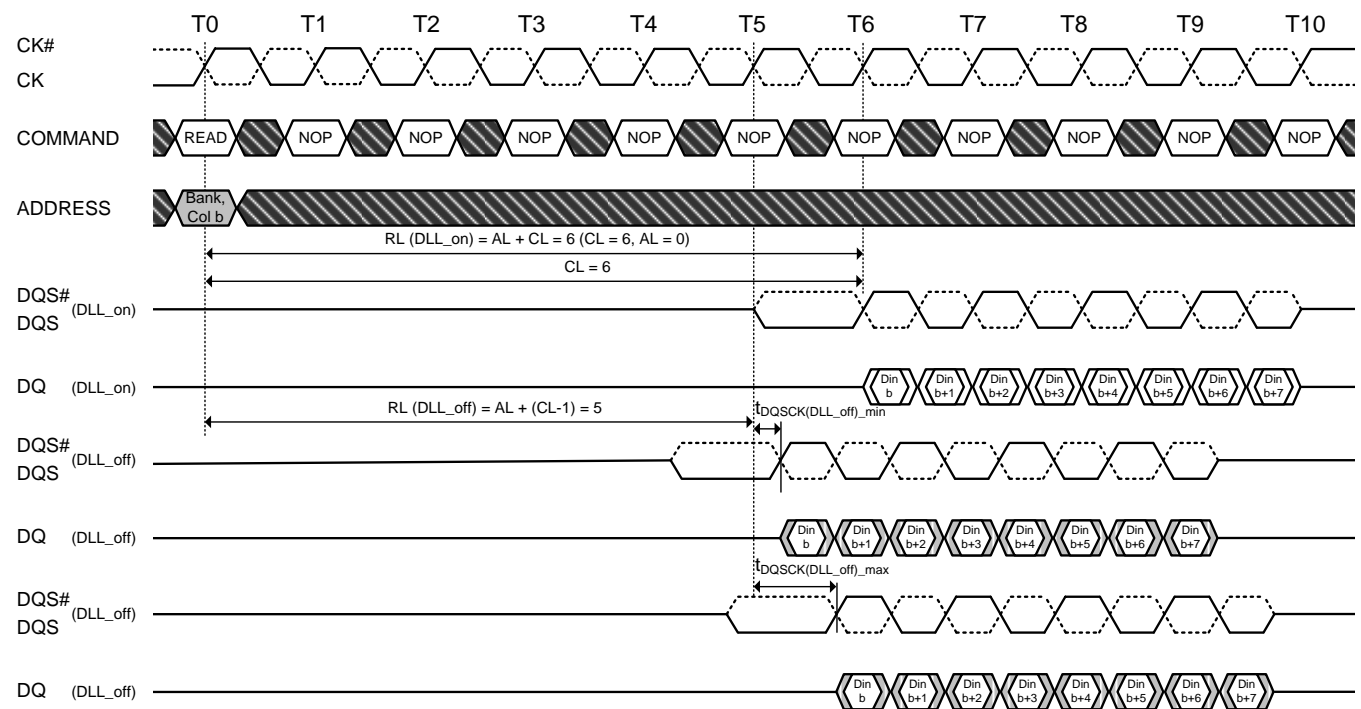 T0 T1 T2 T3 T4 T5 T6 T7 T8 T9 T10
CK#
CK
COMMAND READ NOP NOP NOP NOP NOP NOP NOP NOP NOP NOP
ADDRESS Bank, Col b
RL (DLL_on) = AL + CL = 6 (CL = 6, AL = 0)
CL = 6
DQS# (DLL_on)
DQS
DQ (DLL_on) Din b Din b+1 Din b+2 Din b+3 Din b+4 Din b+5 Din b+6 Din b+7
RL (DLL_off) = AL + (CL-1) = 5 tDQSCK(DLL_off)_min
DQS# (DLL_off)
DQS
DQ (DLL_off) Din b Din b+1 Din b+2 Din b+3 Din b+4 Din b+5 Din b+6 Din b+7
tDQSCK(DLL_off)_max
DQS# (DLL_off)
DQS
DQ (DLL_off) Din b Din b+1 Din b+2 Din b+3 Din b+4 Din b+5 Din b+6 Din b+7